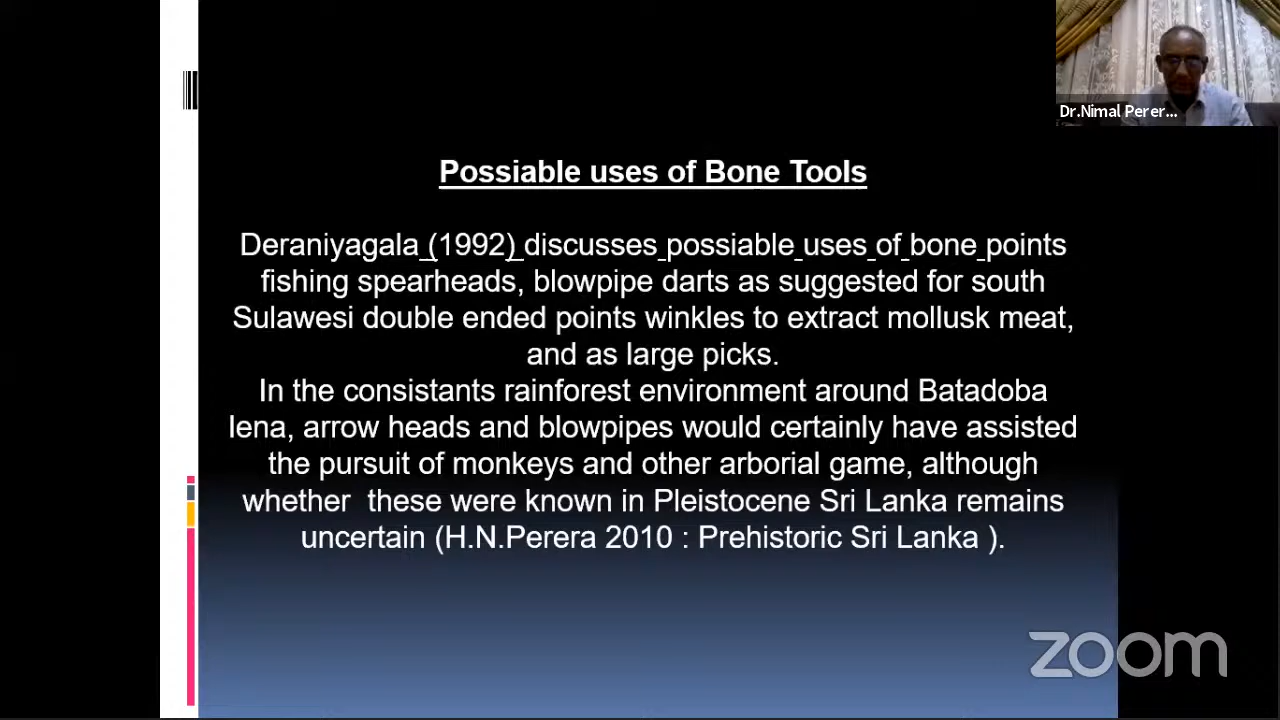 Dr.Nimal Perer...
Possiable uses of Bone Tools
Deraniyagala (1992) discusses possiable uses of bone points
fishing spearheads, blowpipe darts as suggested for south
Sulawesi double ended points winkles to extract mollusk meat,
and as large picks.
In the consistants rainforest environment around Batadoba
lena, arrow heads and blowpipes would certainly have assisted
the pursuit of monkeys and other arborial game, although
whether  these were known in Pleistocene Sri Lanka remains
uncertain (H.N.Perera 2010 : Prehistoric Sri Lanka ).
zoom